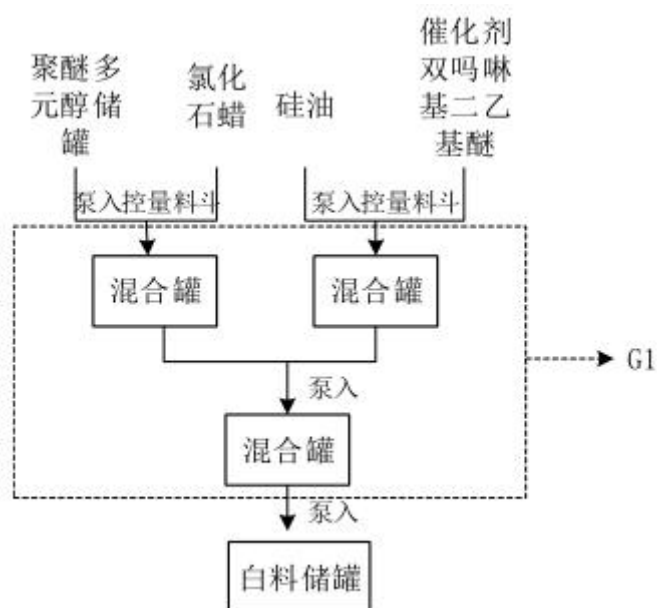 聚醚多
元醇储
罐
氯化
石蜡
硅油
催化剂
双吗啉
基二乙
基醚
泵入控量料斗
泵入控量料斗
混合罐
混合罐
G1
泵入
混合罐
泵入
白料储罐